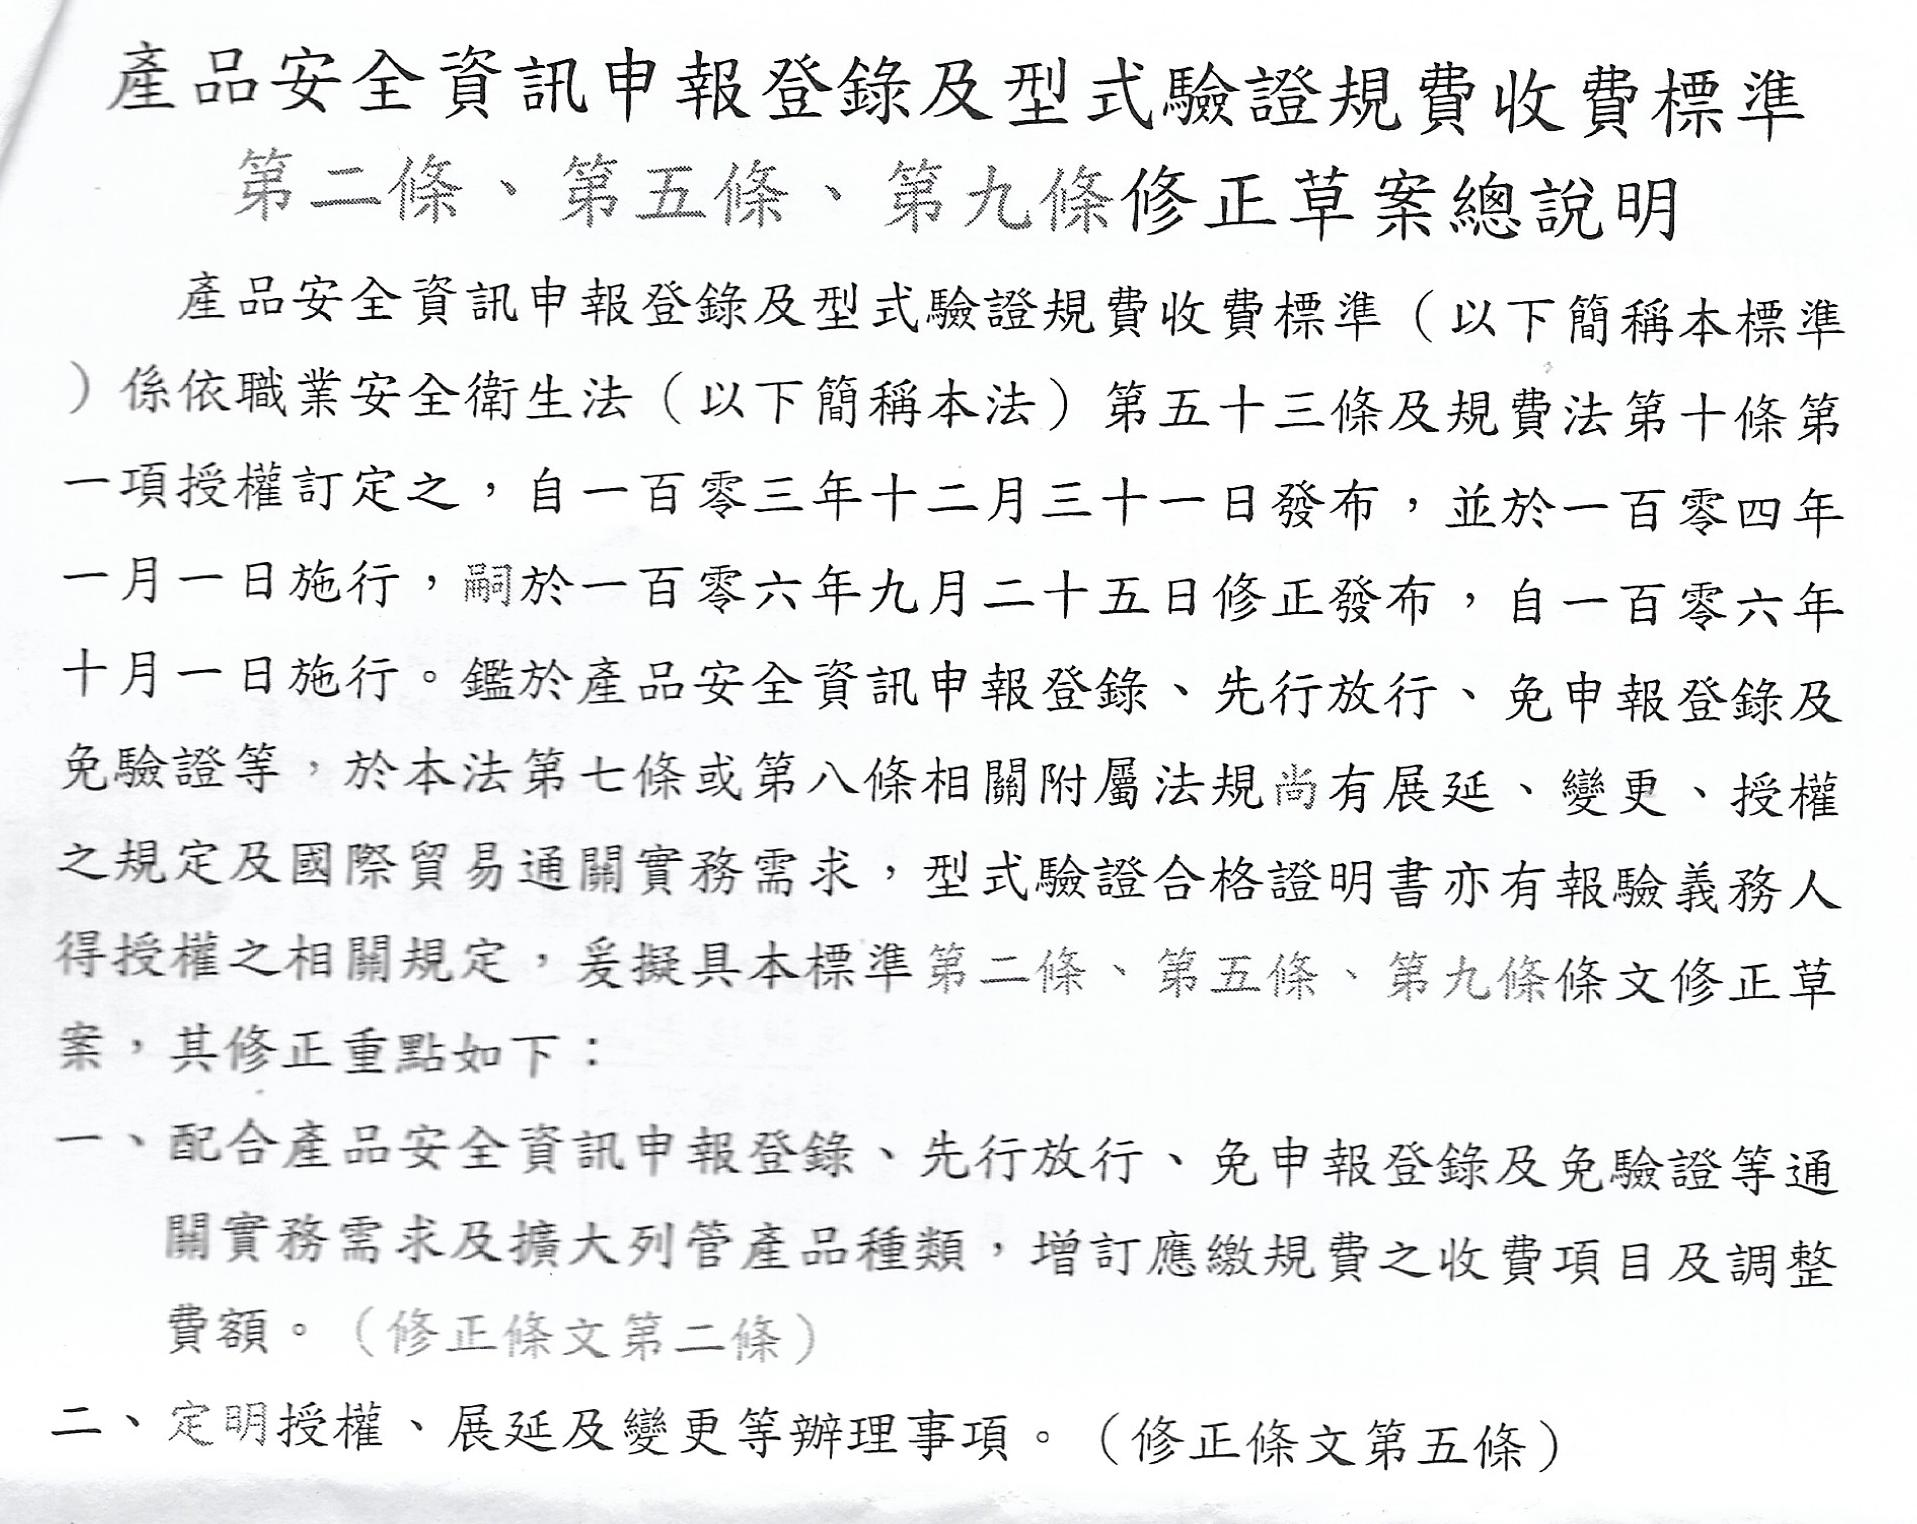 產品安全資訊申報登錄及型式驗證規費收費標準
第二條、第五條、第九條修正草案總說明
產品安全資訊申報登錄及型式驗證規費收費標準（以下簡稱本標準
）係依職業安全衛生法（以下簡稱本法）第五十三條及規費法第十條第
一項授權訂定之，自一百零三年十二月三十一日發布，並於一百零四年
一月一日施行，嗣於一百零六年九月二十五日修正發布，自一百零六年
十月一日施行。鑑於產品安全資訊申報登錄、先行放行、免申報登錄及
免驗證等，於本法第七條或第八條相關附屬法規尚有展延、變更、授權
之規定及國際貿易通關實務需求，型式驗證合格證明書亦有報驗義務人
得授權之相關規定，爰擬具本標準第二條、第五條、第九條條文修正草
案，其修正重點如下：
一、配合產品安全資訊申報登錄、先行放行、免申報登錄及免驗證等通
關實務需求及擴大列管產品種類，增訂應繳規費之收費項目及調整
費額。（修正條文第二條）
二、定明授權、展延及變更等辦理事項。（修正條文第五條）